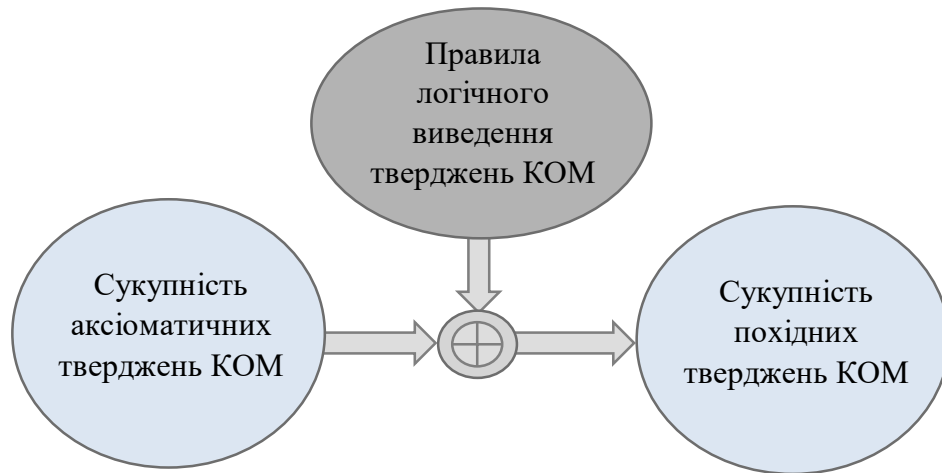 Правила
логічного
виведення
тверджень КОМ
Сукупність
аксіоматичних
тверджень КОМ
Сукупність
похідних
тверджень КОМ